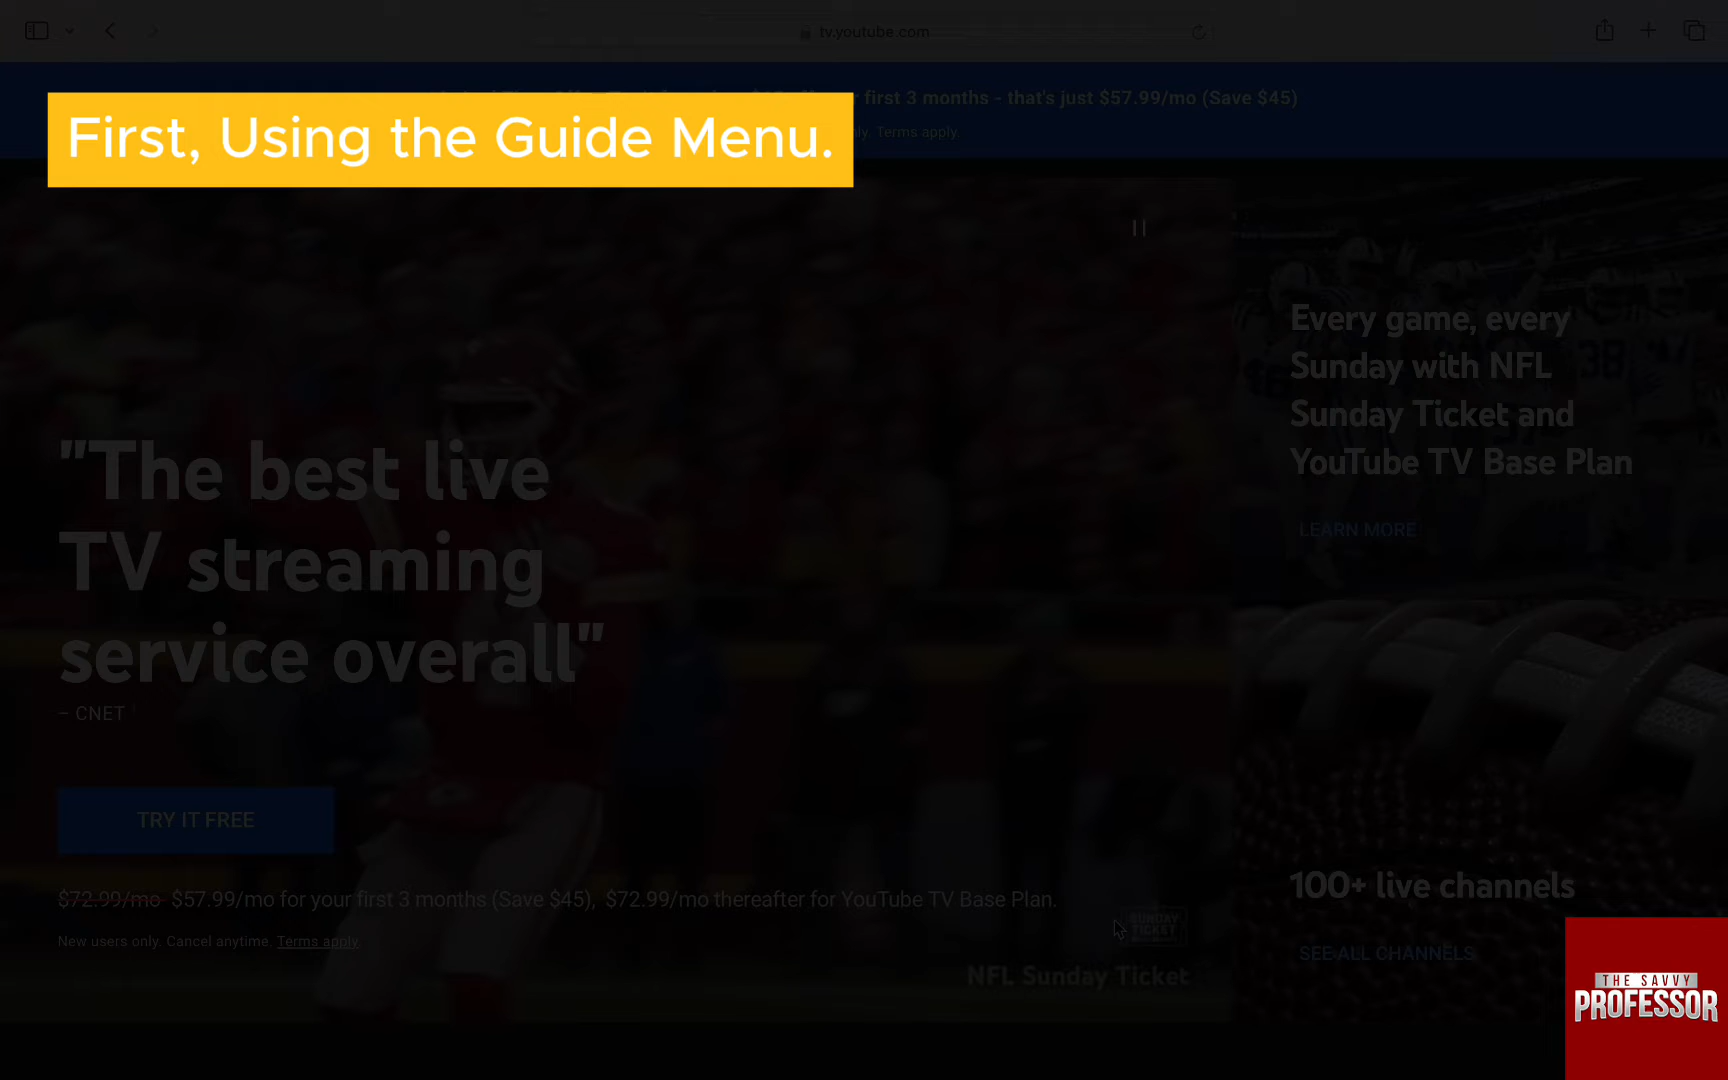 tv.youtube.com
first 3 months - that's just $57.99/mo (Save $45)
Terms apply.
First, Using the Guide Menu.
"The best live
TV streaming
service overall"
– CNET
TRY IT FREE
$72.99/mo $57.99/mo for your first 3 months (Save $45), $72.99/mo thereafter for YouTube TV Base Plan.
New users only. Cancel anytime. Terms apply.
SUNDAY
TICKET
NFL Sunday Ticket
Every game, every
Sunday with NFL
Sunday Ticket and
YouTube TV Base Plan
LEARN MORE
100+ live channels
SEE ALL CHANNELS
THE SAVVY
PROFESSOR